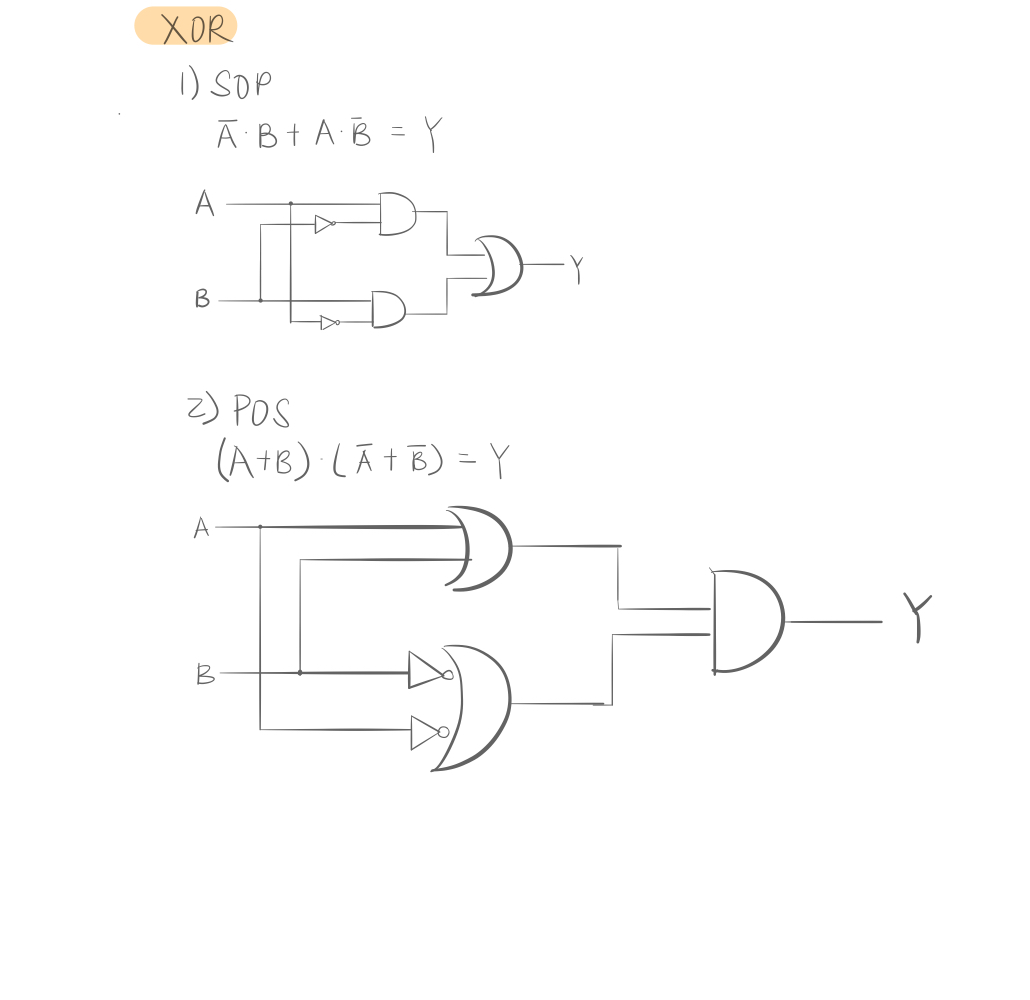 XOR
1) SOP
A̅·B + A·B̅ = Y
A
Y
B
2) POS
(A+B)·(A̅+B̅) = Y
A
Y
B